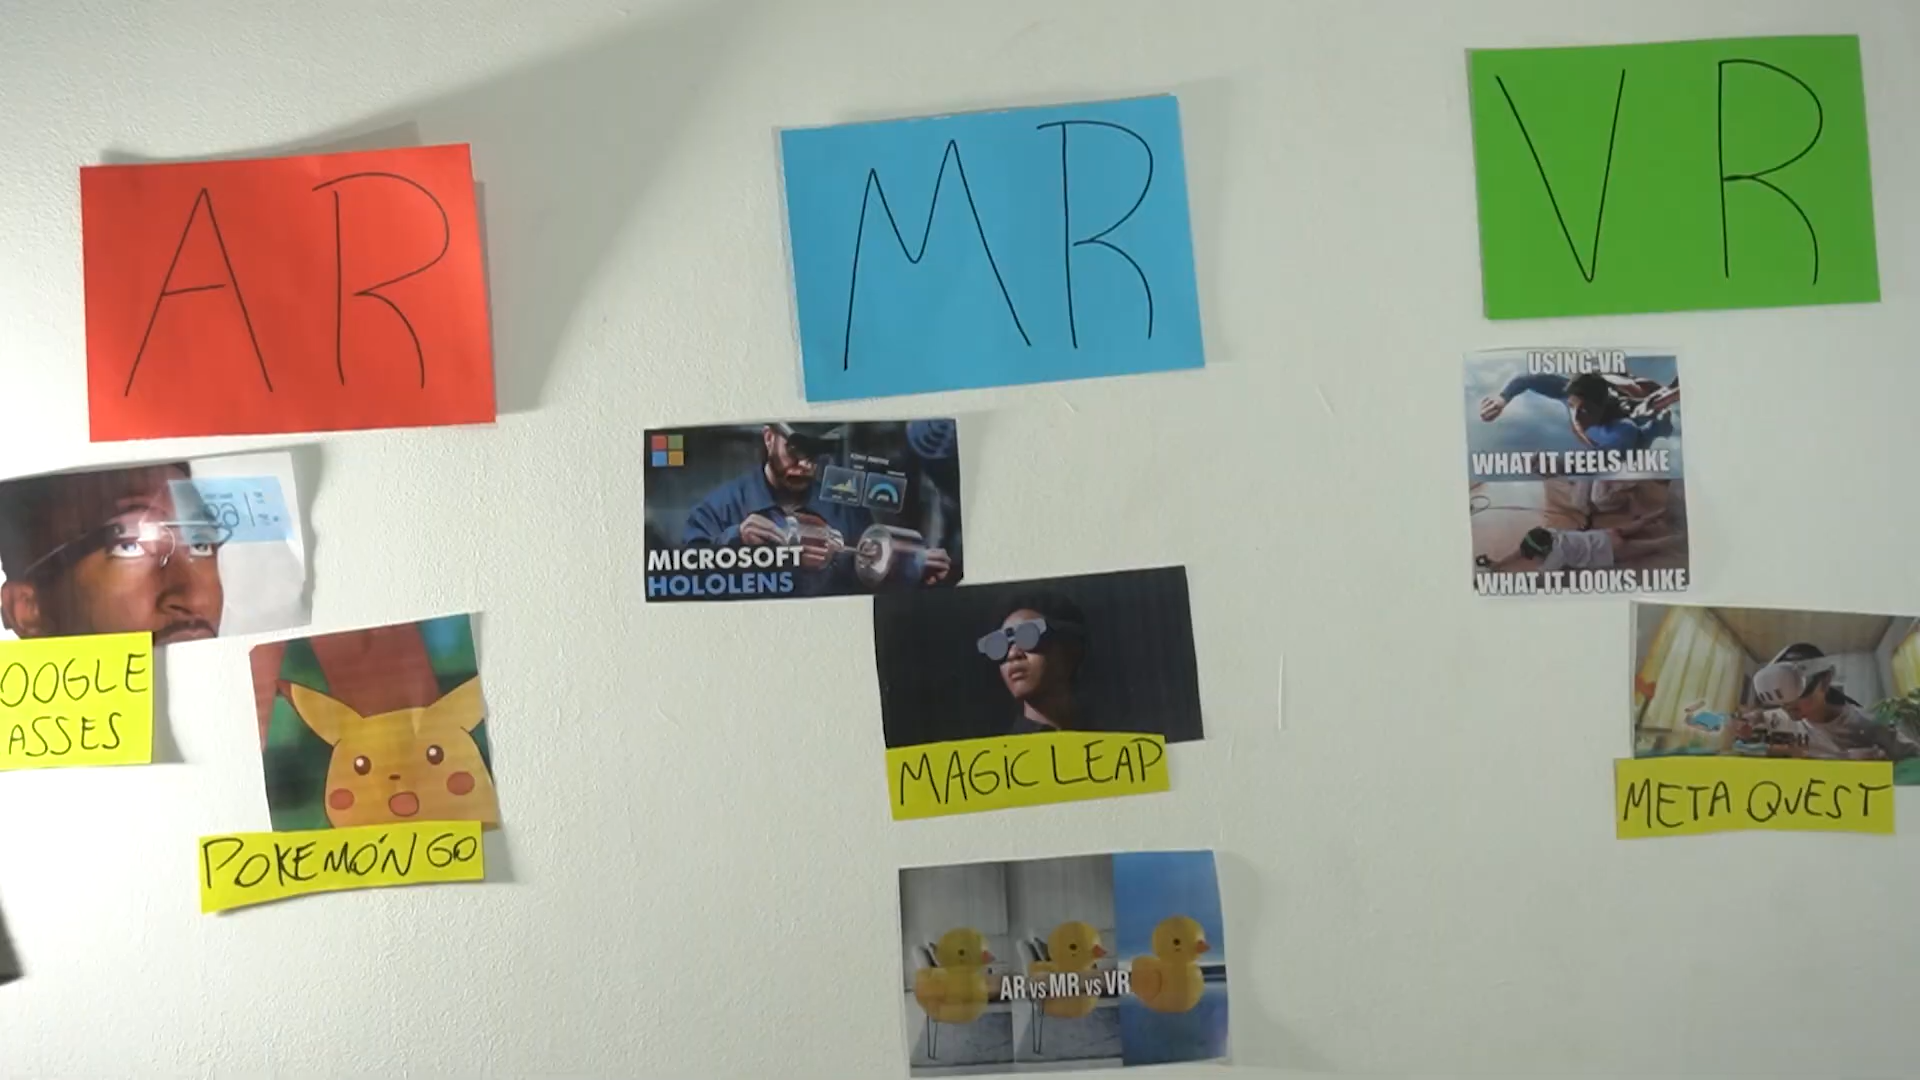 AR
MR
VR
OOGLE
ASSES
POKEMÓN GO
MICROSOFT
HOLOLENS
MAGIC LEAP
AR VS MR VS VR
USING VR
WHAT IT FEELS LIKE
WHAT IT LOOKS LIKE
META QUEST